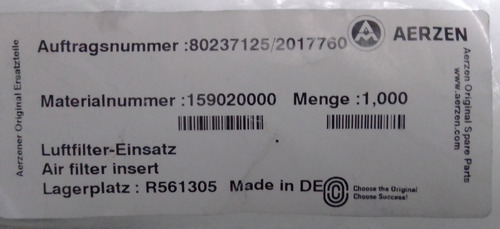 Auftragsnummer :80237125/2017760
AERZEN
Materialnummer :159020000 Menge :1,000
Luftfilter-Einsatz
Air filter insert
Lagerplatz : R561305 Made in DE
Choose the Original
Choose Success!
Aerzener Original Ersatzteile
Aerzen Original Spare Parts
www.aerzen.com